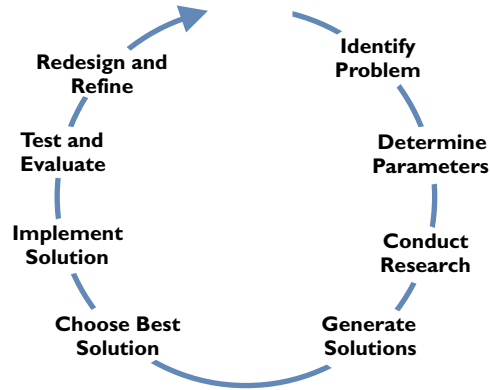 Identify
Problem
Determine
Parameters
Conduct
Research
Generate
Solutions
Choose Best
Solution
Implement
Solution
Test and
Evaluate
Redesign and
Refine